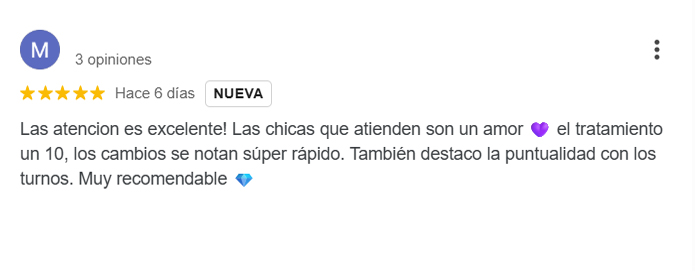 M
3 opiniones
Hace 6 días NUEVA
Las atencion es excelente! Las chicas que atienden son un amor 💜 el tratamiento
un 10, los cambios se notan súper rápido. También destaco la puntualidad con los
turnos. Muy recomendable 💎